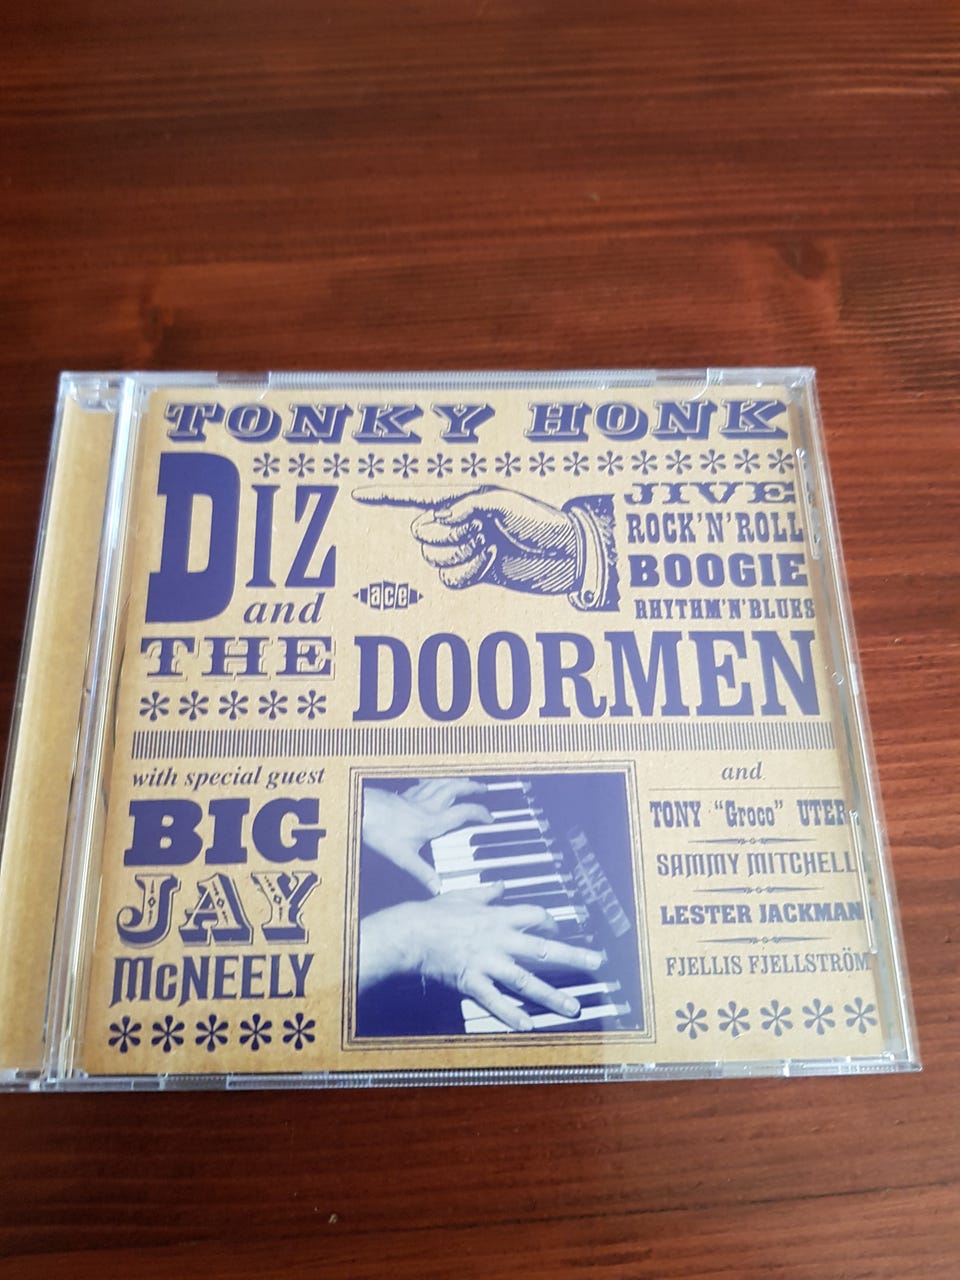 TONKY HONK
DIZ
and
THE
DOORMEN
ace
JIVE
ROCK'N'ROLL
BOOGIE
RHYTHM'N'BLUES
with special guest
BIG
JAY
McNEELY
and
TONY "Groco" UTER
SAMMY MITCHELL
LESTER JACKMAN
FJELLIS FJELLSTRÖM